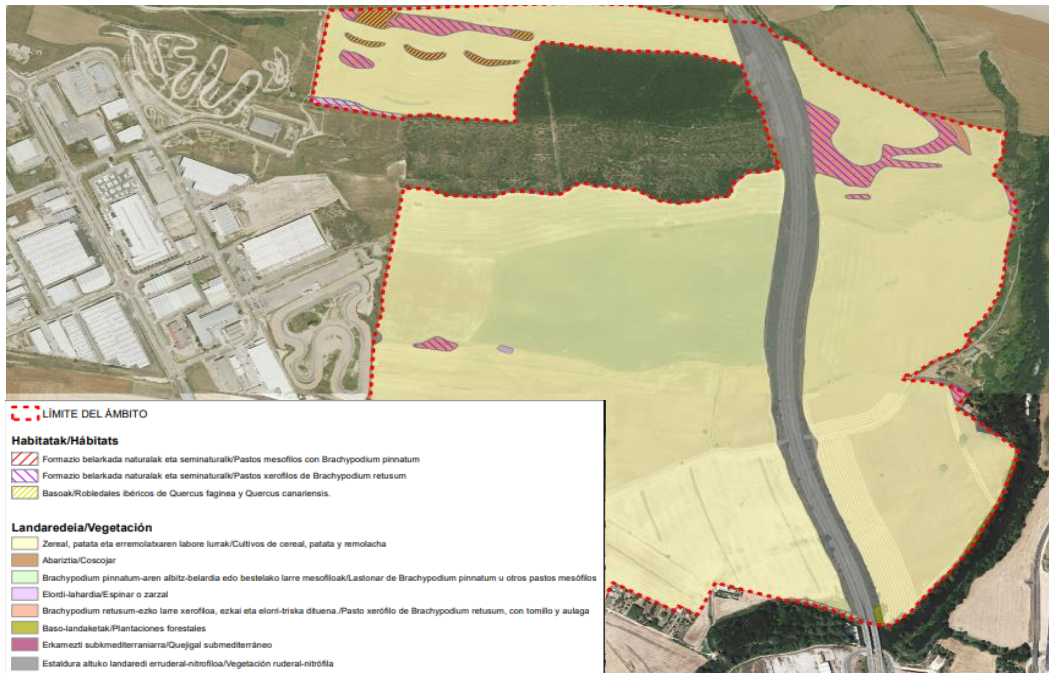 LÍMITE DEL ÁMBITO
Habitatak/Hábitats
Formazio belarkada naturalak eta seminaturalk/Pastos mesofilos con Brachypodium pinnatum
Formazio belarkada naturalak eta seminaturalk/Pastos xerofilos de Brachypodium retusum
Basoak/Robledales ibéricos de Quercus faginea y Quercus canariensis.
Landaredeia/Vegetación
Zereal, patata eta erremolatxaren labore lurrak/Cultivos de cereal, patata y remolacha
Abariztia/Coscojar
Brachypodium pinnatum-aren albitz-belardia edo bestelako larre mesofiloak/Lastonar de Brachypodium pinnatum u otros pastos mesófilos
Elordi-lahardia/Espinar o zarzal
Brachypodium retusum-ezko larre xerofiloa, ezkai eta elorri-triska dituena./Pasto xerófilo de Brachypodium retusum, con tomillo y aulaga
Baso-landaketak/Plantaciones forestales
Erkamezti subkmediterraniarra/Quejigal submediterráneo
Estaldura altuko landaredi erruderal-nitrofiloa/Vegetación ruderal-nitrófila